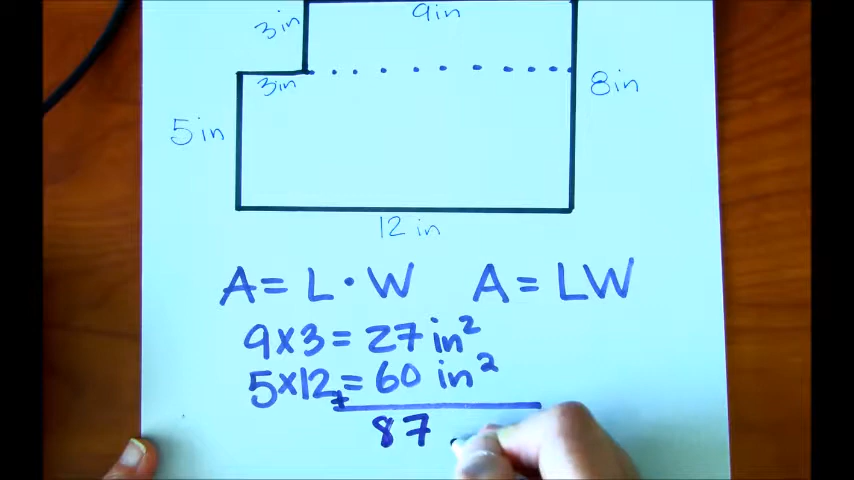 9in
3in
3in
8in
5in
12 in
A = L · W A = LW
9x3 = 27 in²
5x12 = 60 in²
+
87